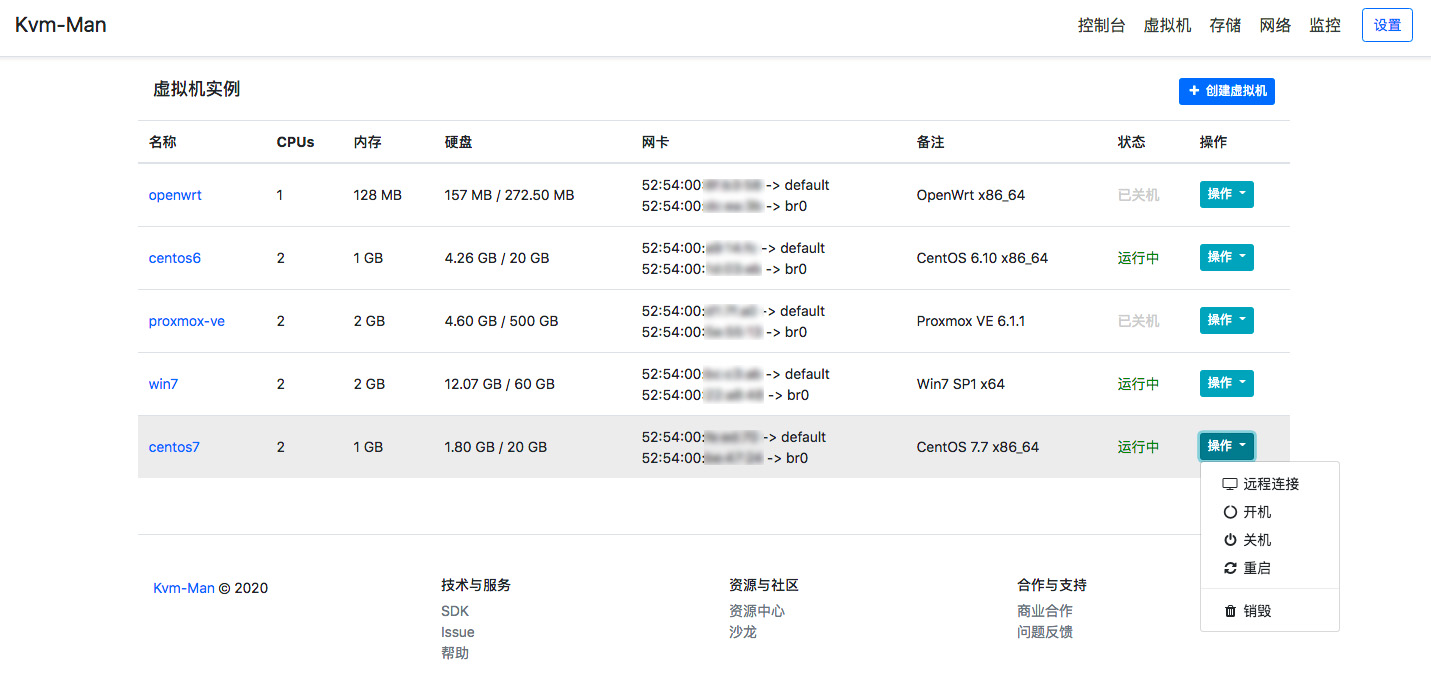 Kvm-Man
控制台 虚拟机 存储 网络 监控 设置
虚拟机实例
创建虚拟机
名称 CPUs 内存 硬盘 网卡 备注 状态 操作
openwrt 1 128 MB 157 MB / 272.50 MB 52:54:00: -> default OpenWrt x86_64 已关机 操作
52:54:00: -> br0
centos6 2 1 GB 4.26 GB / 20 GB 52:54:00: -> default CentOS 6.10 x86_64 运行中 操作
52:54:00: -> br0
proxmox-ve 2 2 GB 4.60 GB / 500 GB 52:54:00: -> default Proxmox VE 6.1.1 已关机 操作
52:54:00: -> br0
win7 2 2 GB 12.07 GB / 60 GB 52:54:00: -> default Win7 SP1 x64 运行中 操作
52:54:00: -> br0
centos7 2 1 GB 1.80 GB / 20 GB 52:54:00: -> default CentOS 7.7 x86_64 运行中 操作
52:54:00: -> br0
远程连接
开机
关机
重启
销毁
Kvm-Man © 2020
技术与服务
SDK
Issue
帮助
资源与社区
资源中心
沙龙
合作与支持
商业合作
问题反馈